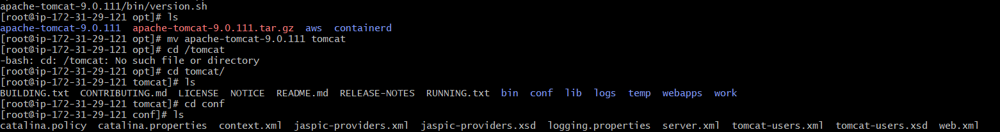 apache-tomcat-9.0.111/bin/version.sh
[root@ip-172-31-29-121 opt]# ls
apache-tomcat-9.0.111  apache-tomcat-9.0.111.tar.gz  aws  containerd
[root@ip-172-31-29-121 opt]# mv apache-tomcat-9.0.111 tomcat
[root@ip-172-31-29-121 opt]# cd /tomcat
-bash: cd: /tomcat: No such file or directory
[root@ip-172-31-29-121 opt]# cd tomcat/
[root@ip-172-31-29-121 tomcat]# ls
BUILDING.txt  CONTRIBUTING.md  LICENSE  NOTICE  README.md  RELEASE-NOTES  RUNNING.txt  bin  conf  lib  logs  temp  webapps  work
[root@ip-172-31-29-121 tomcat]# cd conf
[root@ip-172-31-29-121 conf]# ls
catalina.policy  catalina.properties  context.xml  jaspic-providers.xml  jaspic-providers.xsd  logging.properties  server.xml  tomcat-users.xml  tomcat-users.xsd  web.xml